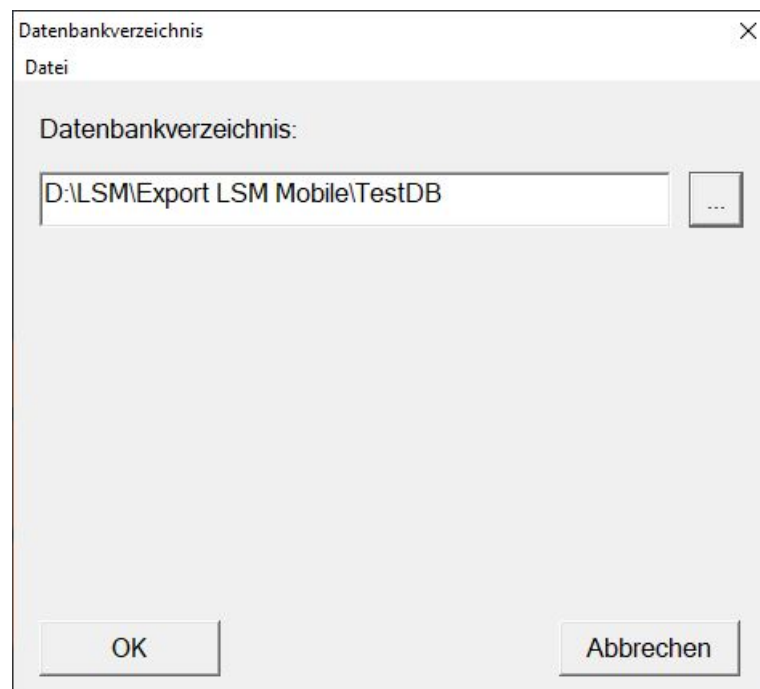 Datenbankverzeichnis
Datei
Datenbankverzeichnis:
D:\LSM\Export LSM Mobile\TestDB
...
OK
Abbrechen